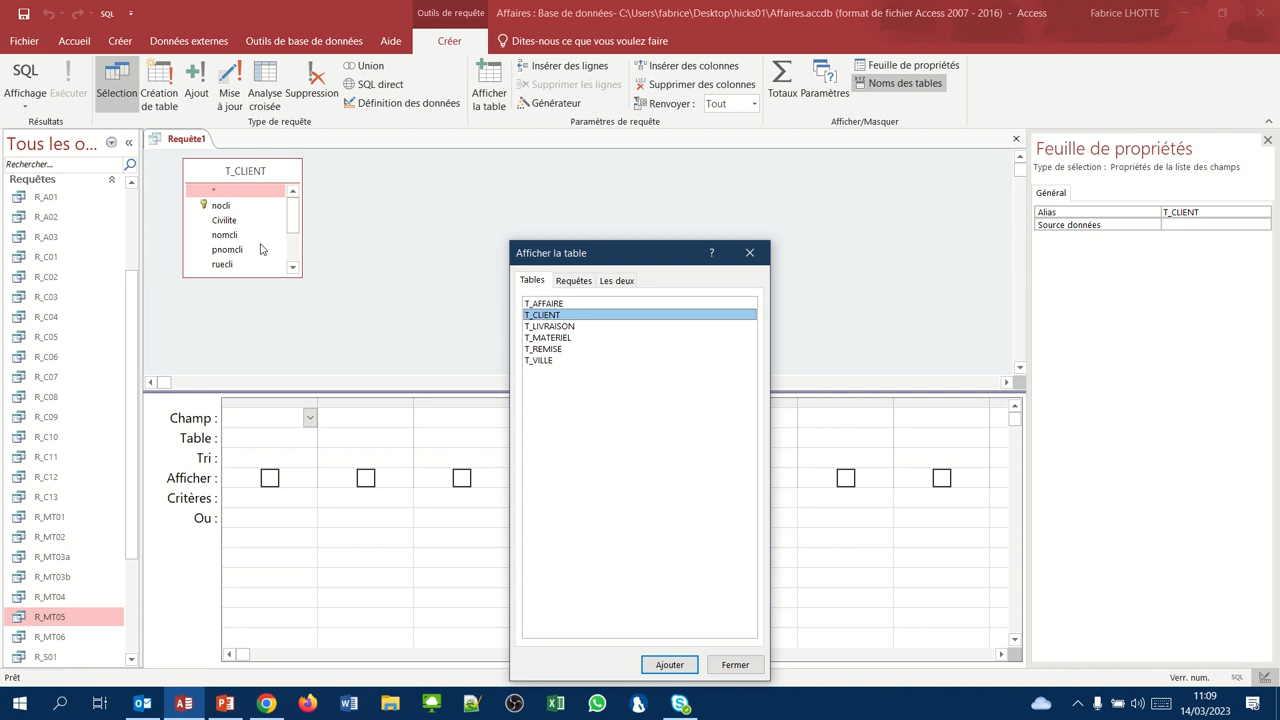 SQL
Outils de requête
Affaires : Base de données- C:\Users\fabrice\Desktop\hicks01\Affaires.accdb (format de fichier Access 2007 - 2016) - Access
Fabrice LHOTTE
Fichier
Accueil
Créer
Données externes
Outils de base de données
Aide
Créer
Dites-nous ce que vous voulez faire
SQL
Affichage
Exécuter
Résultats
Sélection
Création de table
Ajout
Mise à jour
Analyse croisée
Suppression
Union
SQL direct
Définition des données
Type de requête
Afficher la table
Insérer des lignes
Supprimer les lignes
Générateur
Insérer des colonnes
Supprimer des colonnes
Renvoyer : Tout
Paramètres de requête
Totaux
Paramètres
Feuille de propriétés
Noms des tables
Afficher/Masquer
Tous les o...
Rechercher...
Requêtes
R_A01
R_A02
R_A03
R_C01
R_C02
R_C03
R_C04
R_C05
R_C06
R_C07
R_C08
R_C09
R_C10
R_C11
R_C12
R_C13
R_MT01
R_MT02
R_MT03a
R_MT03b
R_MT04
R_MT05
R_MT06
R_S01
Requête1
T_CLIENT
*
nocli
Civilite
nomcli
pnomcli
ruecli
Champ :
Table :
Tri :
Afficher :
Critères :
Ou :
Afficher la table
?
Tables
Requêtes
Les deux
T_AFFAIRE
T_CLIENT
T_LIVRAISON
T_MATERIEL
T_REMISE
T_VILLE
Ajouter
Fermer
Feuille de propriétés
Type de sélection : Propriétés de la liste des champs
Général
Alias T_CLIENT
Source données
Prêt
Verr. num.
SQL
11:09
14/03/2023